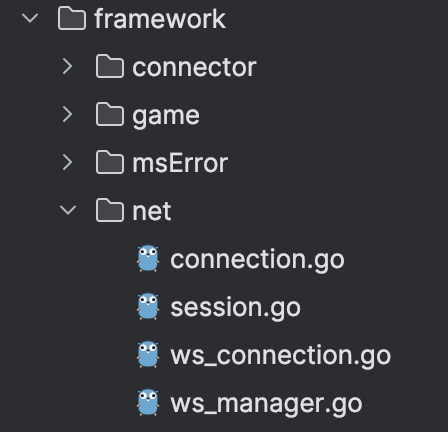 framework
connector
game
msError
net
connection.go
session.go
ws_connection.go
ws_manager.go